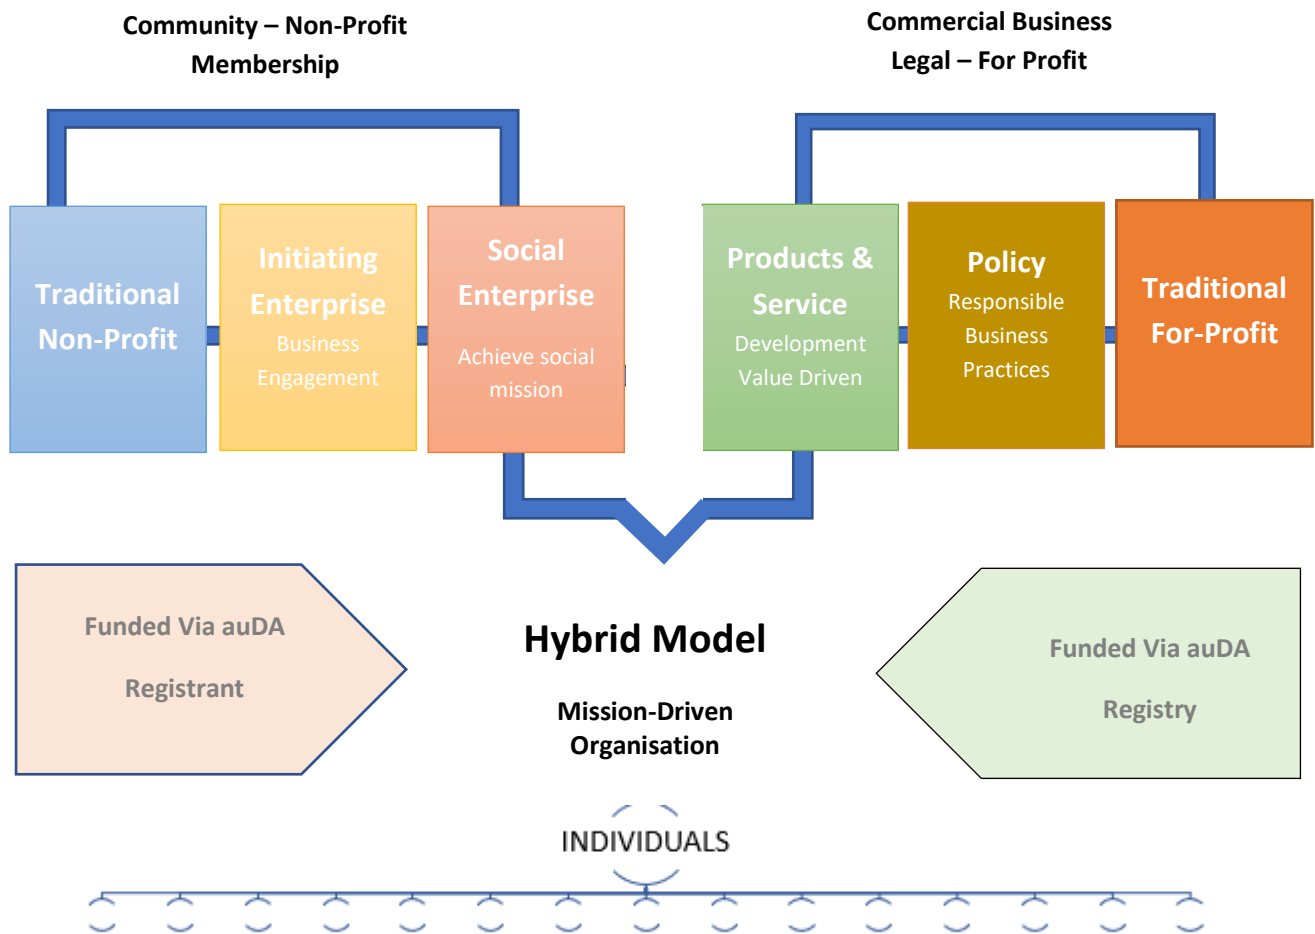 Community – Non-Profit
Membership
Commercial Business
Legal – For Profit
Traditional
Non-Profit
Initiating
Enterprise
Business
Engagement
Social
Enterprise
Achieve social
mission
Products &
Service
Development
Value Driven
Policy
Responsible
Business
Practices
Traditional
For-Profit
Funded Via auDA
Registrant
Hybrid Model
Mission-Driven
Organisation
Funded Via auDA
Registry
INDIVIDUALS